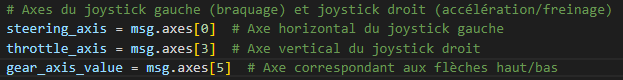 # Axes du joystick gauche (braquage) et joystick droit (accélération/freinage)
steering_axis = msg.axes[0]  # Axe horizontal du joystick gauche
throttle_axis = msg.axes[3]  # Axe vertical du joystick droit
gear_axis_value = msg.axes[5]  # Axe correspondant aux flèches haut/bas